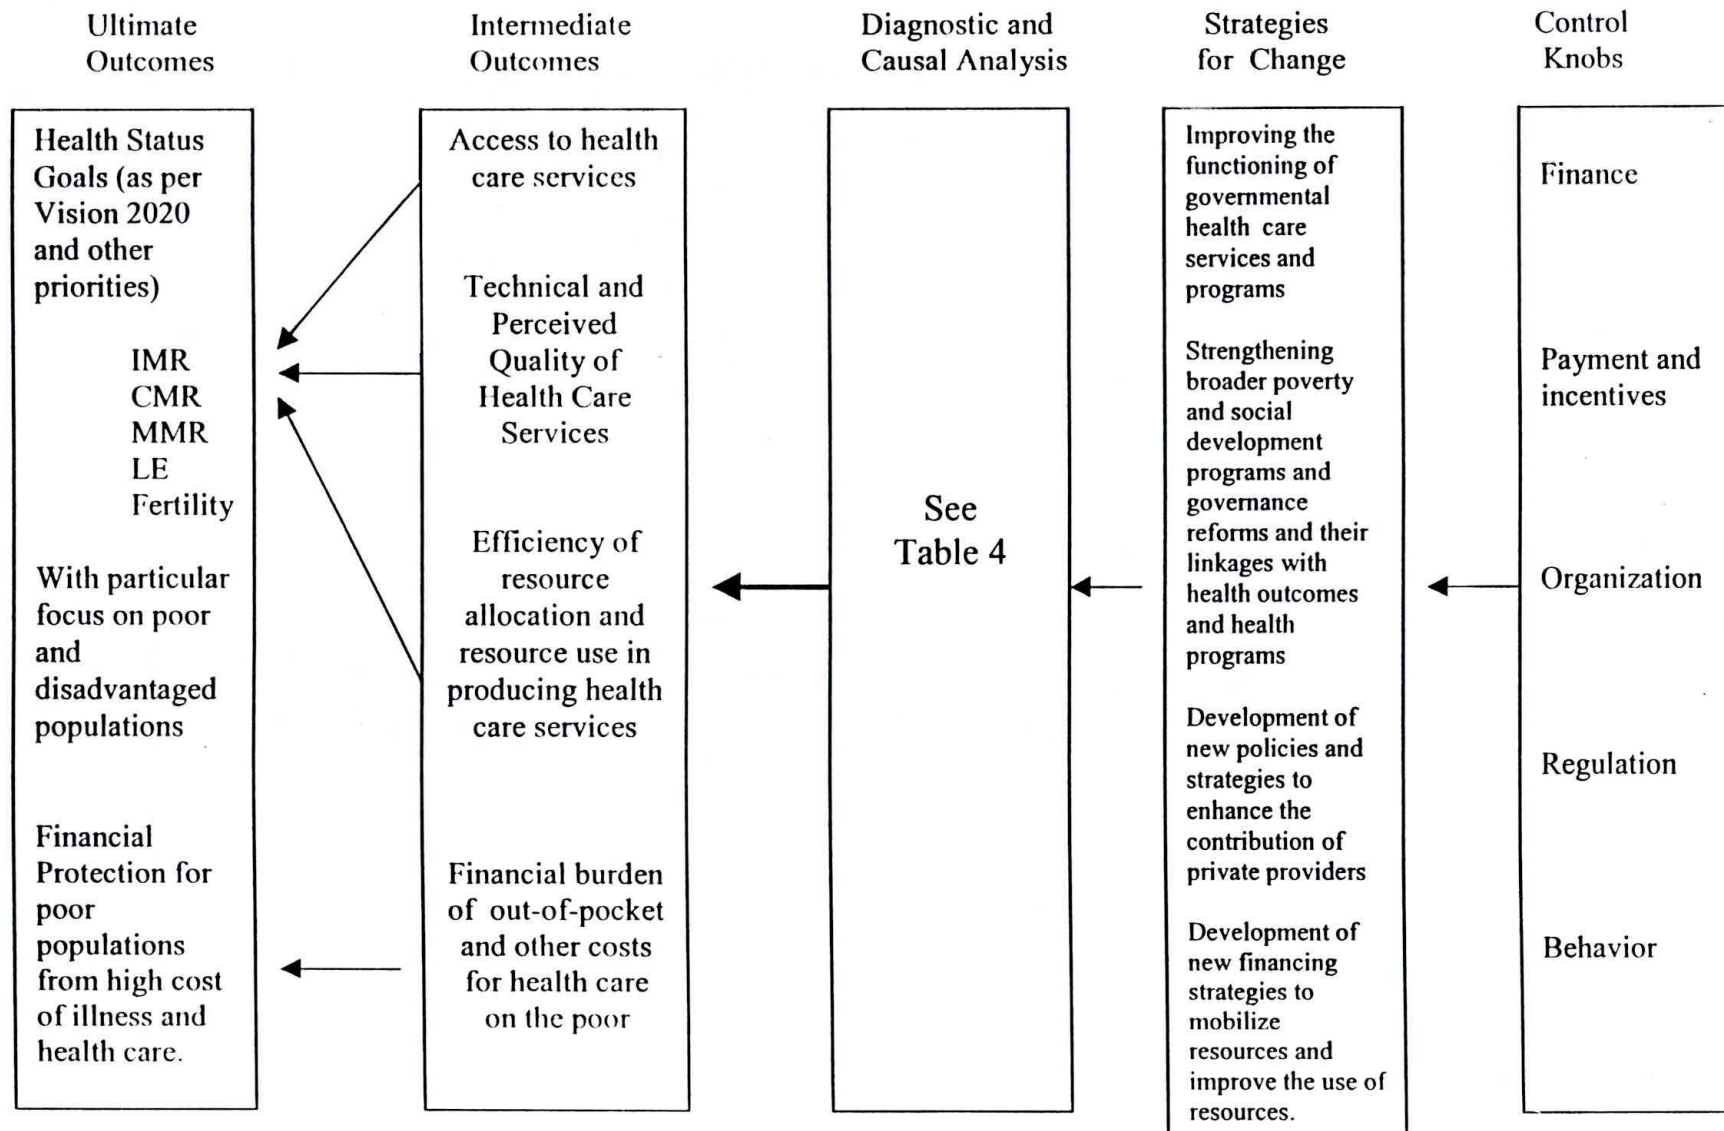 Ultimate
Outcomes
Intermediate
Outcomes
Diagnostic and
Causal Analysis
Strategies
for Change
Control
Knobs
Health Status
Goals (as per
Vision 2020
and other
priorities)
IMR
CMR
MMR
LE
Fertility
With particular
focus on poor
and
disadvantaged
populations
Financial
Protection for
poor
populations
from high cost
of illness and
health care.
Access to health
care services
Technical and
Perceived
Quality of
Health Care
Services
Efficiency of
resource
allocation and
resource use in
producing health
care services
Financial burden
of out-of-pocket
and other costs
for health care
on the poor
See
Table 4
Improving the
functioning of
governmental
health care
services and
programs
Strengthening
broader poverty
and social
development
programs and
governance
reforms and their
linkages with
health outcomes
and health
programs
Development of
new policies and
strategies to
enhance the
contribution of
private providers
Development of
new financing
strategies to
mobilize
resources and
improve the use of
resources.
Finance
Payment and
incentives
Organization
Regulation
Behavior